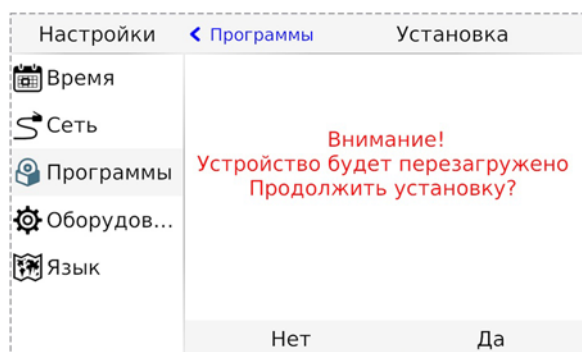 Настройки
Программы
Установка
Время
Сеть
Программы
Оборудов...
Язык
Внимание!
Устройство будет перезагружено
Продолжить установку?
Нет
Да